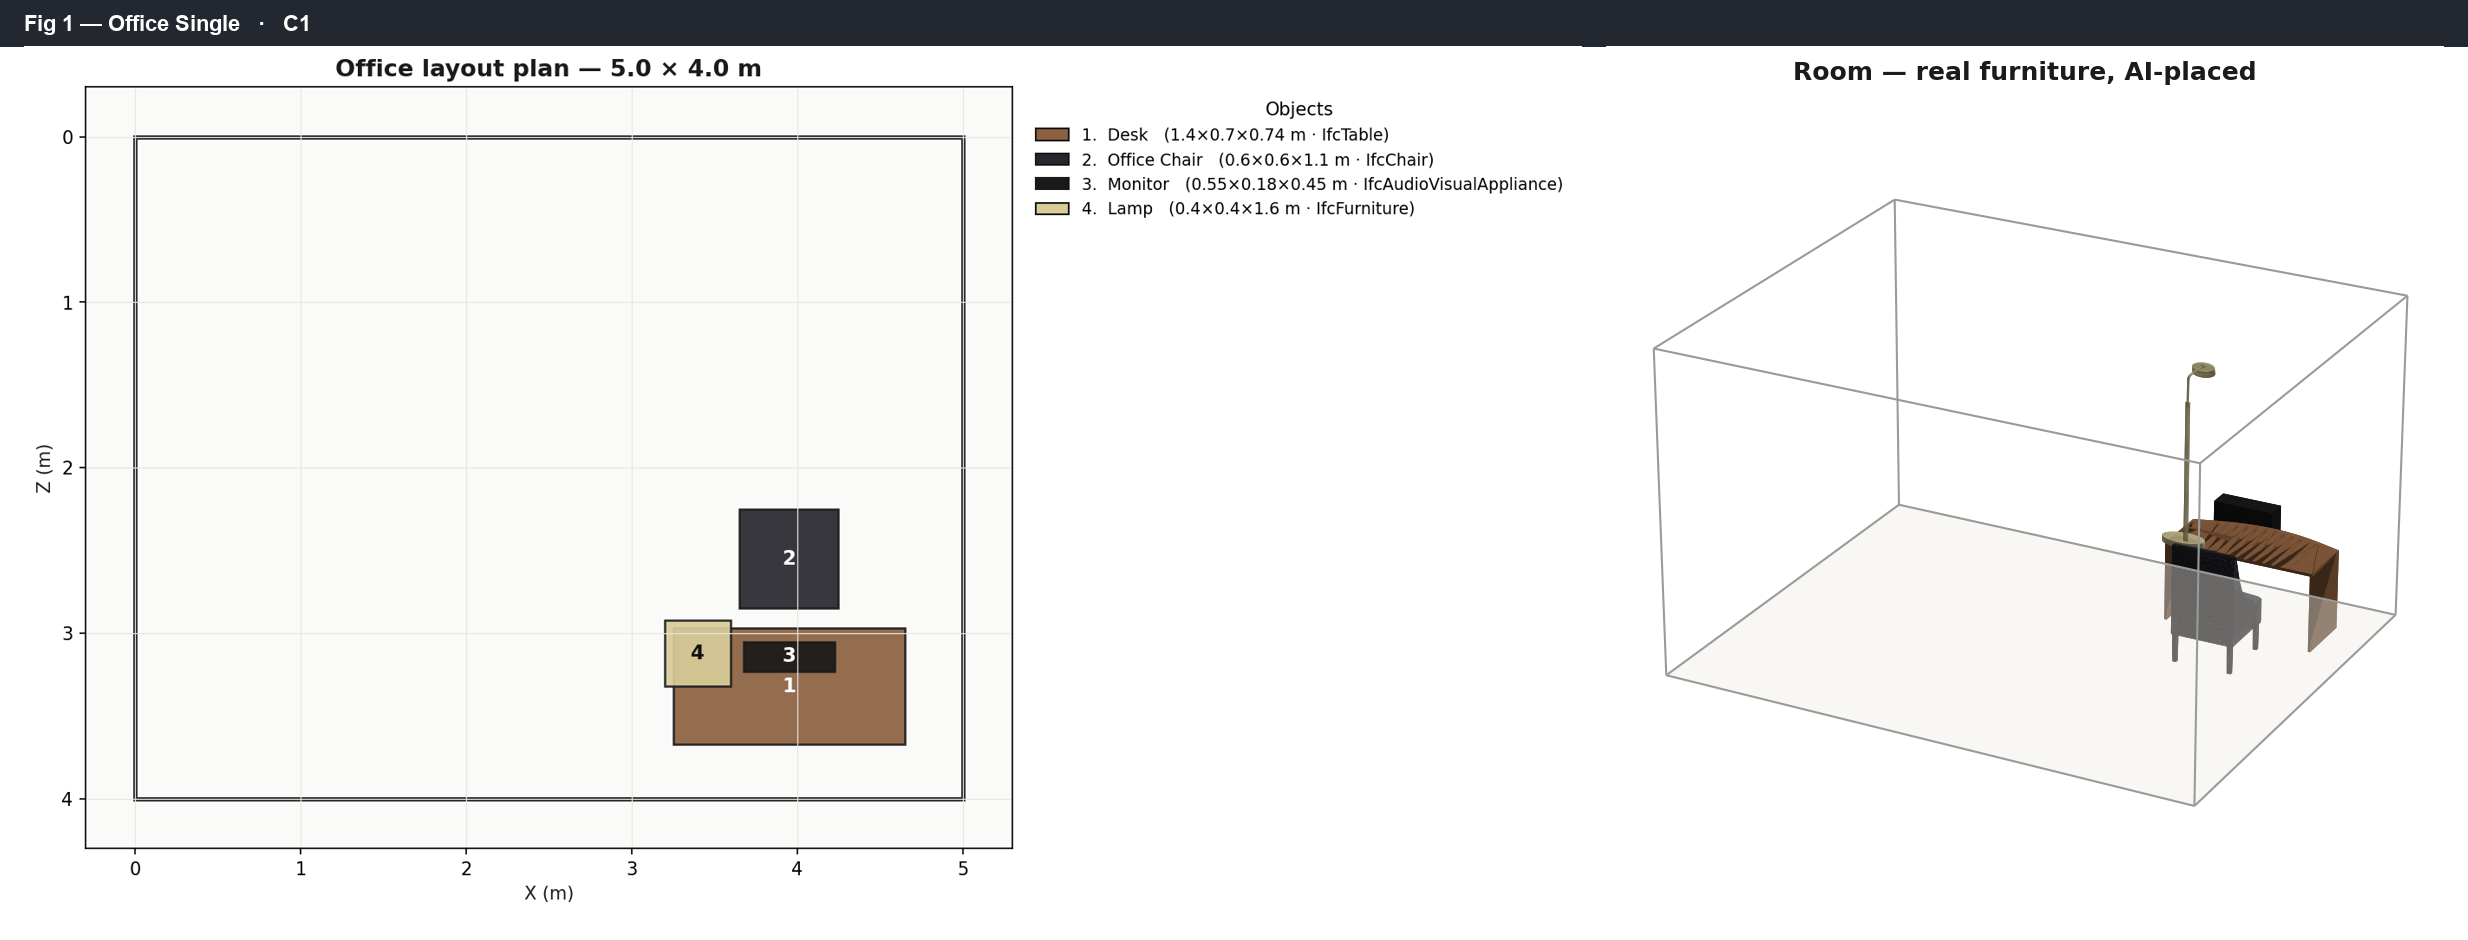 Fig 1 — Office Single · C1
Office layout plan — 5.0 × 4.0 m
Room — real furniture, AI-placed
Objects
1. Desk (1.4×0.7×0.74 m · IfcTable)
2. Office Chair (0.6×0.6×1.1 m · IfcChair)
3. Monitor (0.55×0.18×0.45 m · IfcAudioVisualAppliance)
4. Lamp (0.4×0.4×1.6 m · IfcFurniture)
0
1
2
3
4
Z (m)
2
4
3
1
0
1
2
3
4
5
X (m)